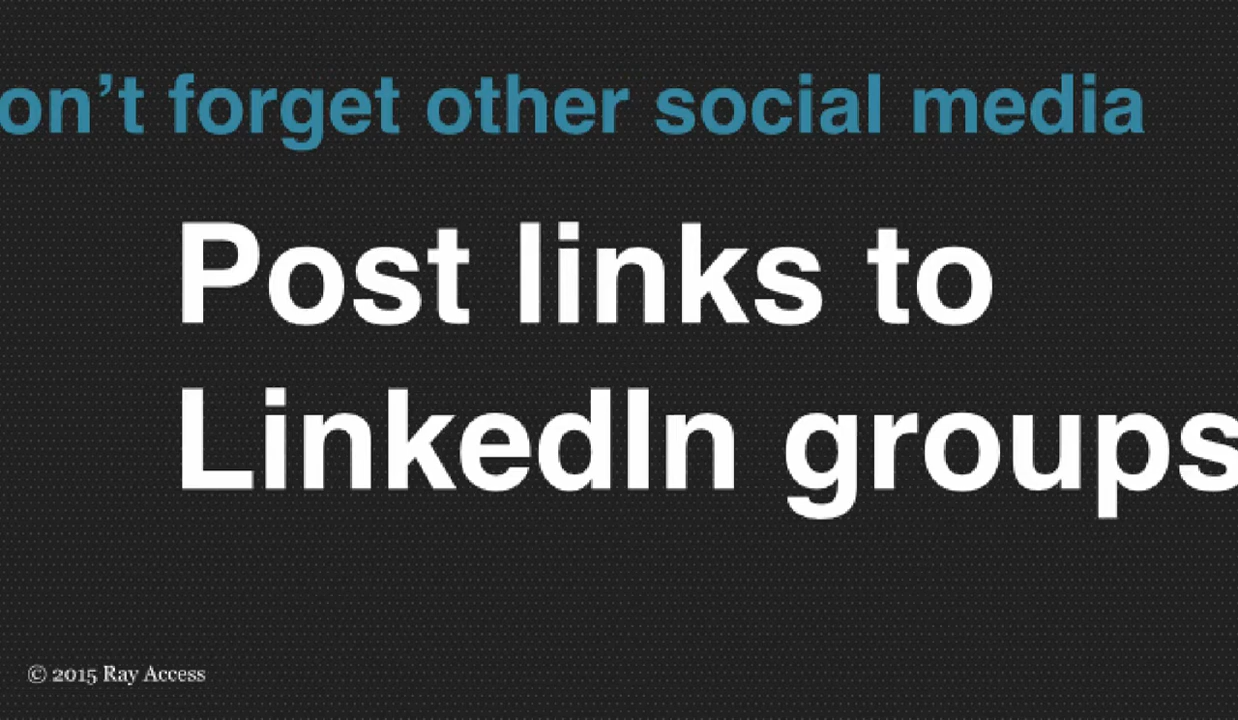 on’t forget other social media
Post links to
LinkedIn groups
© 2015 Ray Access